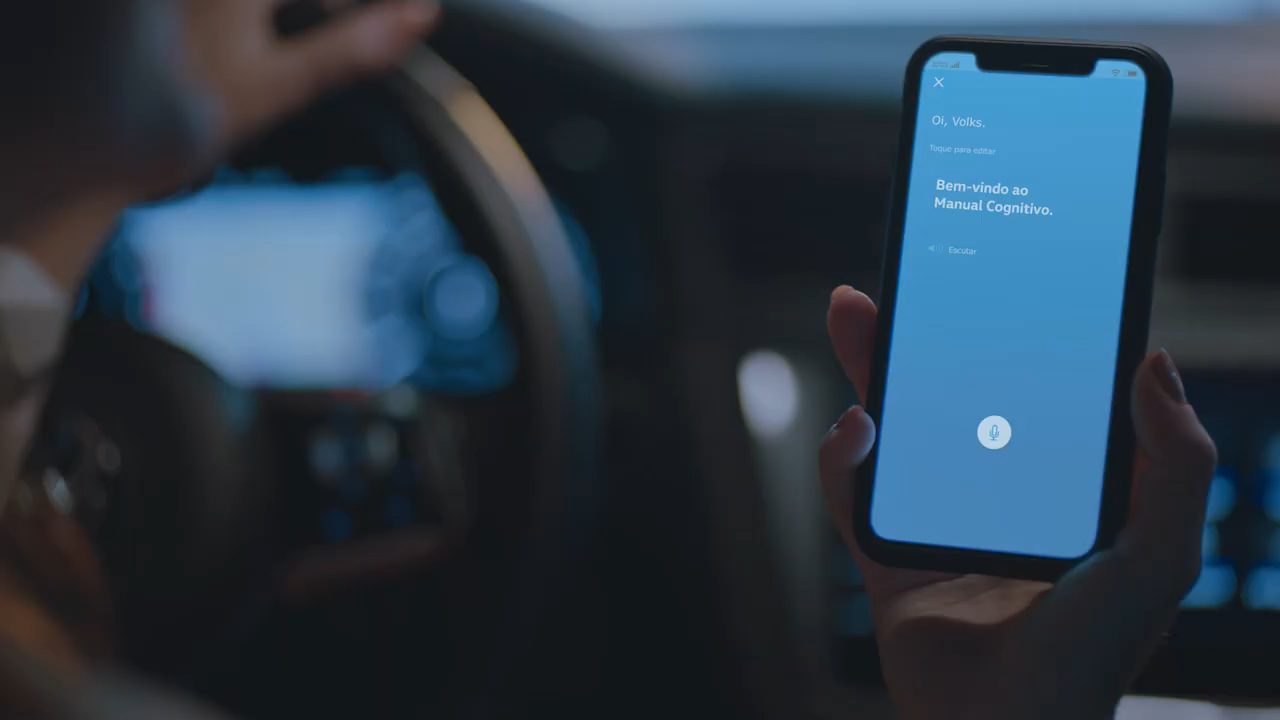 Oi, Volks.
Toque para editar
Bem-vindo ao
Manual Cognitivo.
Escutar